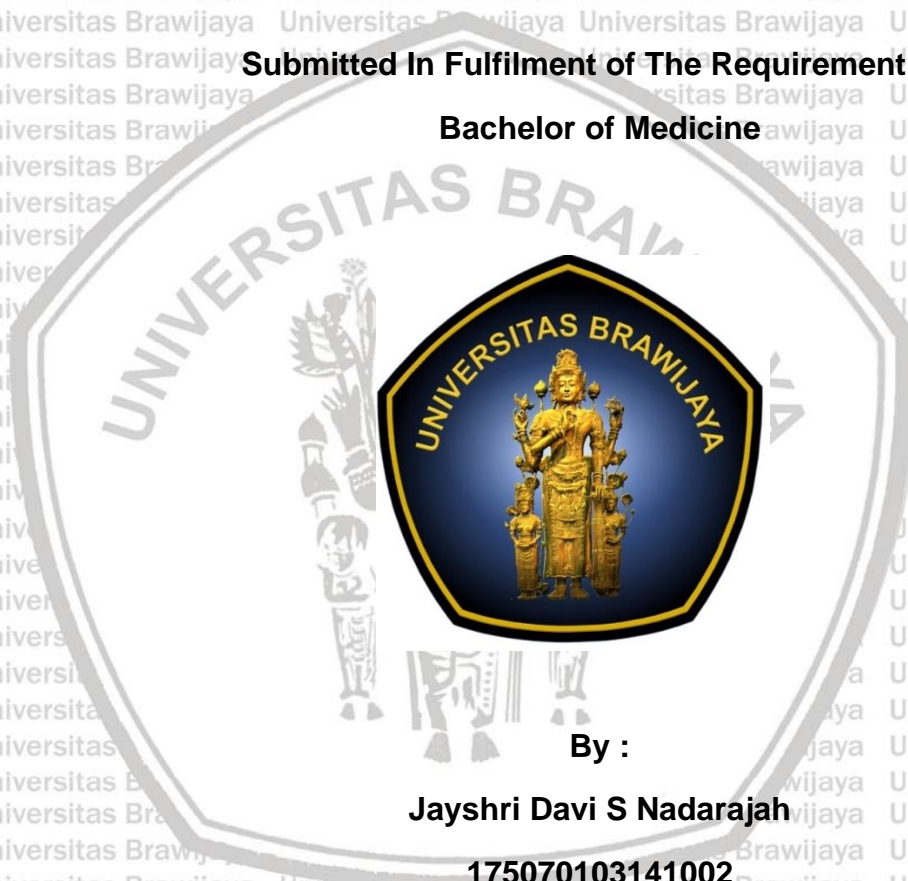 Submitted In Fulfilment of The Requirement
Bachelor of Medicine
UNIVERSITAS BRAWIJAYA
By :
Jayshri Davi S Nadarajah
175070103141002